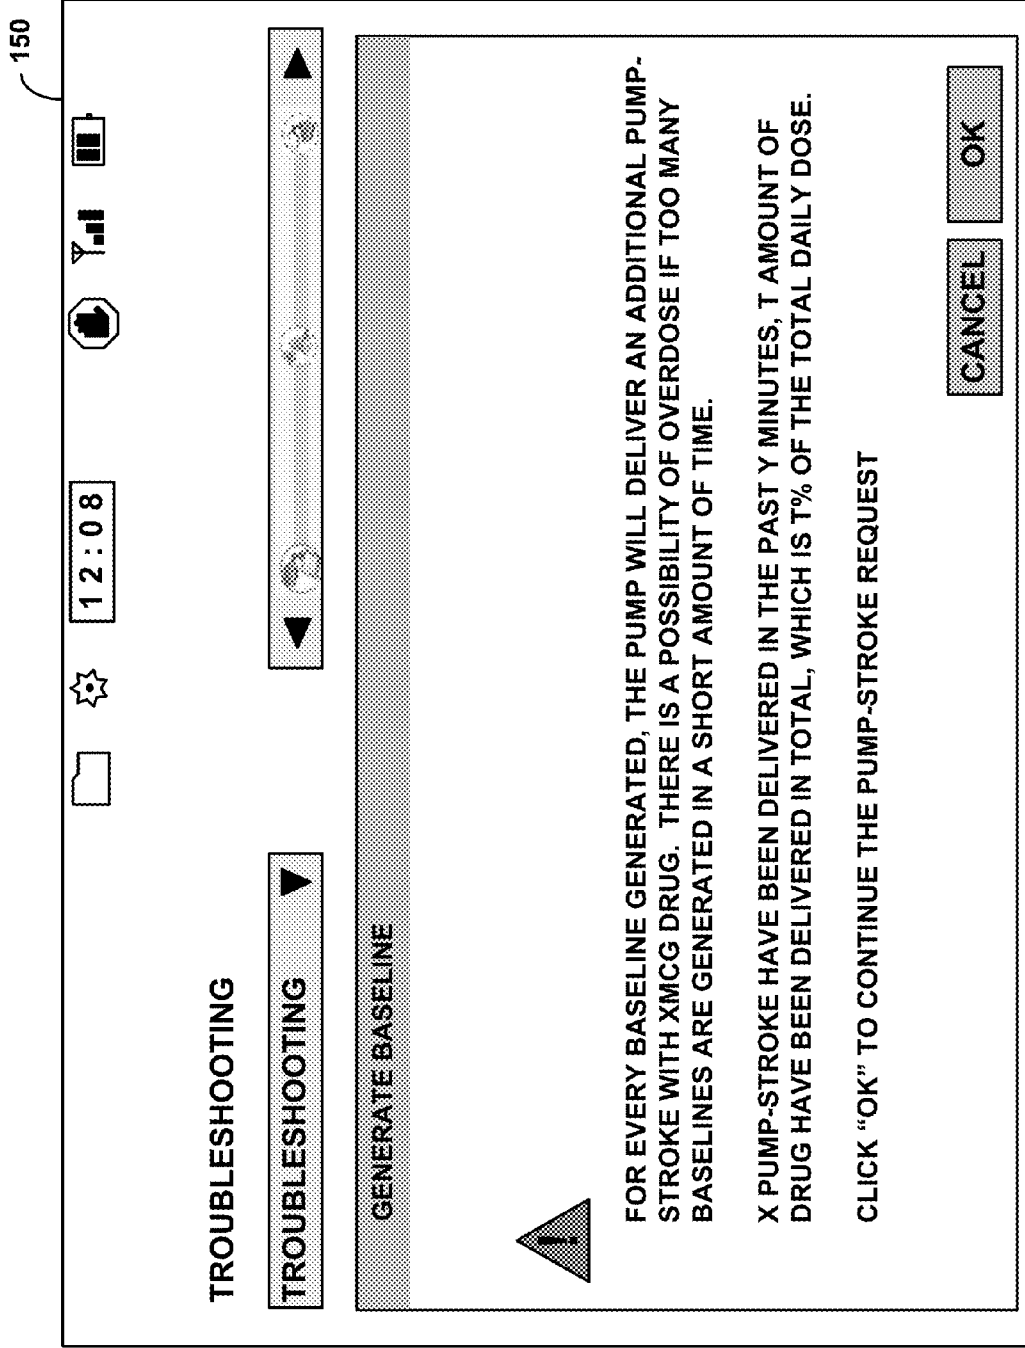 150
12:08
TROUBLESHOOTING
TROUBLESHOOTING
GENERATE BASELINE
!
FOR EVERY BASELINE GENERATED, THE PUMP WILL DELIVER AN ADDITIONAL PUMP-
STROKE WITH XMCG DRUG. THERE IS A POSSIBILITY OF OVERDOSE IF TOO MANY
BASELINES ARE GENERATED IN A SHORT AMOUNT OF TIME.
X PUMP-STROKE HAVE BEEN DELIVERED IN THE PAST Y MINUTES, T AMOUNT OF
DRUG HAVE BEEN DELIVERED IN TOTAL, WHICH IS T% OF THE TOTAL DAILY DOSE.
CLICK “OK” TO CONTINUE THE PUMP-STROKE REQUEST
CANCEL OK